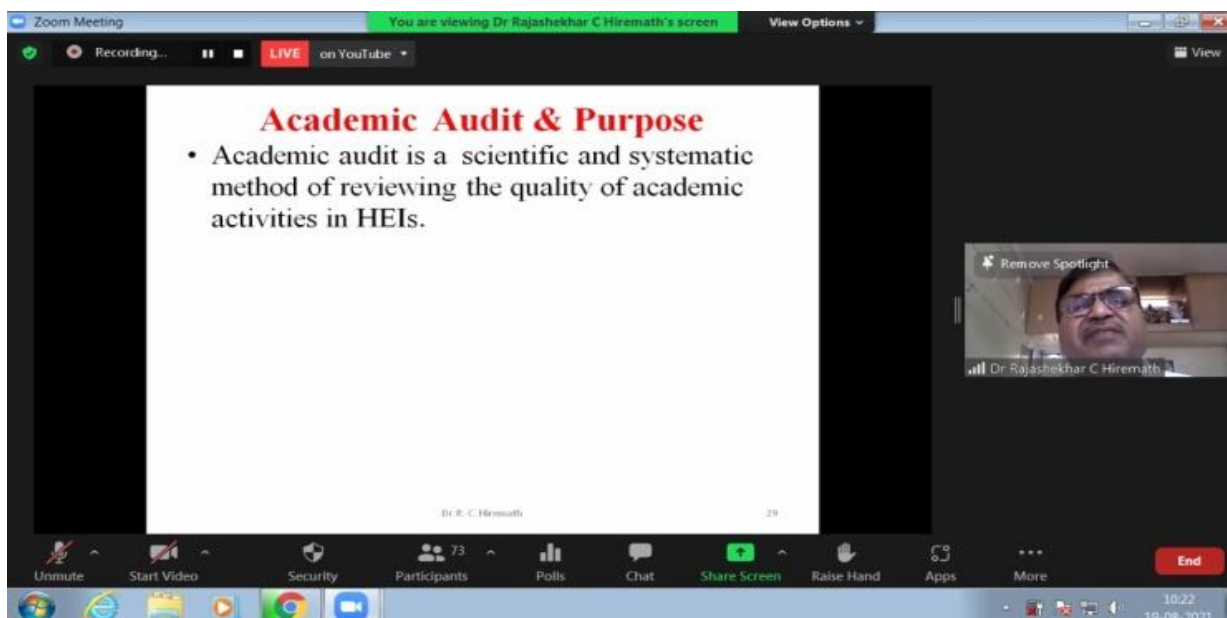 Zoom Meeting
You are viewing Dr Rajashekhar C Hiremath's screen
View Options
Recording...
LIVE
on YouTube
View
Academic Audit & Purpose
• Academic audit is a scientific and systematic
method of reviewing the quality of academic
activities in HEIs.
Remove Spotlight
Dr Rajashekhar C Hiremath
Dr. R. C Hiremath
29
Unmute
Start Video
Security
73
Participants
Polls
Chat
Share Screen
Raise Hand
Apps
More
End
10:22
19-08-2021